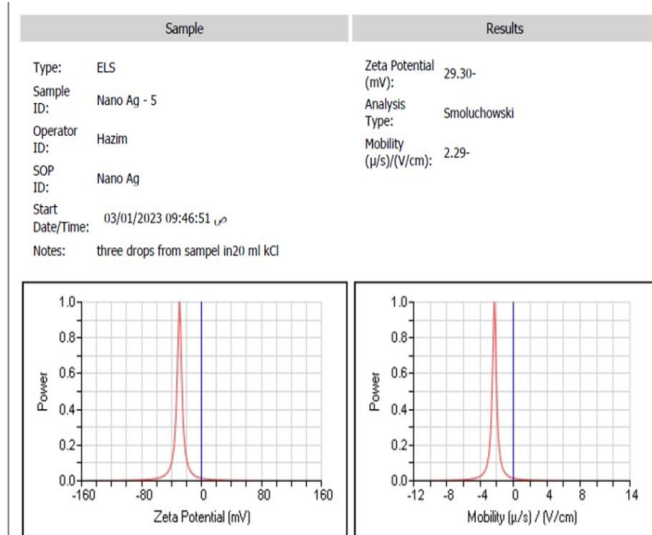 Sample
Type: ELS
Sample ID: Nano Ag - 5
Operator ID: Hazim
SOP ID: Nano Ag
Start Date/Time: 03/01/2023 09:46:51 ص
Notes: three drops from sampel in20 ml kCl
Results
Zeta Potential (mV): 29.30-
Analysis Type: Smoluchowski
Mobility (μ/s)/(V/cm): 2.29-
Power
1.0
0.8
0.6
0.4
0.2
0.0
-160 -80 0 80 160
Zeta Potential (mV)
Power
1.0
0.8
0.6
0.4
0.2
0.0
-12 -8 -4 0 4 8 14
Mobility (μ/s) / (V/cm)